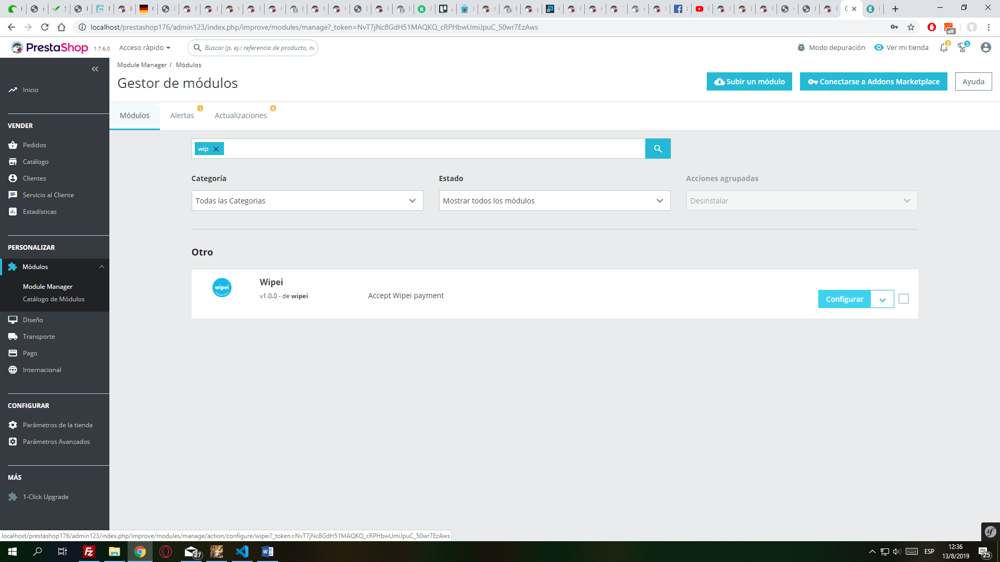 localhost/prestashop176/admin123/index.php/improve/modules/manage?_token=NvT7jNc8GdH51MAQKQ_cRPHbwUmiJpuC_50wr7EzAws
off
PrestaShop 1.7.6.0 Acceso rápido Buscar (p. ej.: referencia de producto, no Modo depuración Ver mi tienda 2 3
Module Manager / Módulos
Gestor de módulos
Subir un módulo Conectarse a Addons Marketplace Ayuda
Módulos Alertas 1 Actualizaciones 8
Inicio
VENDER
Pedidos
Catálogo
Clientes
Servicio al Cliente
Estadísticas
PERSONALIZAR
Módulos
Module Manager
Catálogo de Módulos
Diseño
Transporte
Pago
Internacional
CONFIGURAR
Parámetros de la tienda
Parámetros Avanzados
MÁS
1-Click Upgrade
wip
Categoría Estado Acciones agrupadas
Todas las Categorias Mostrar todos los módulos Desinstalar
Otro
wipei
Wipei
v1.0.0 - de wipei Accept Wipei payment
Configurar
localhost/prestashop176/admin123/index.php/improve/modules/manage/action/configure/wipei?_token=NvT7jNc8GdH51MAQKQ_cRPHbwUmiJpuC_50wr7EzAws
sf
27
ESP
12:36
13/8/2019
25